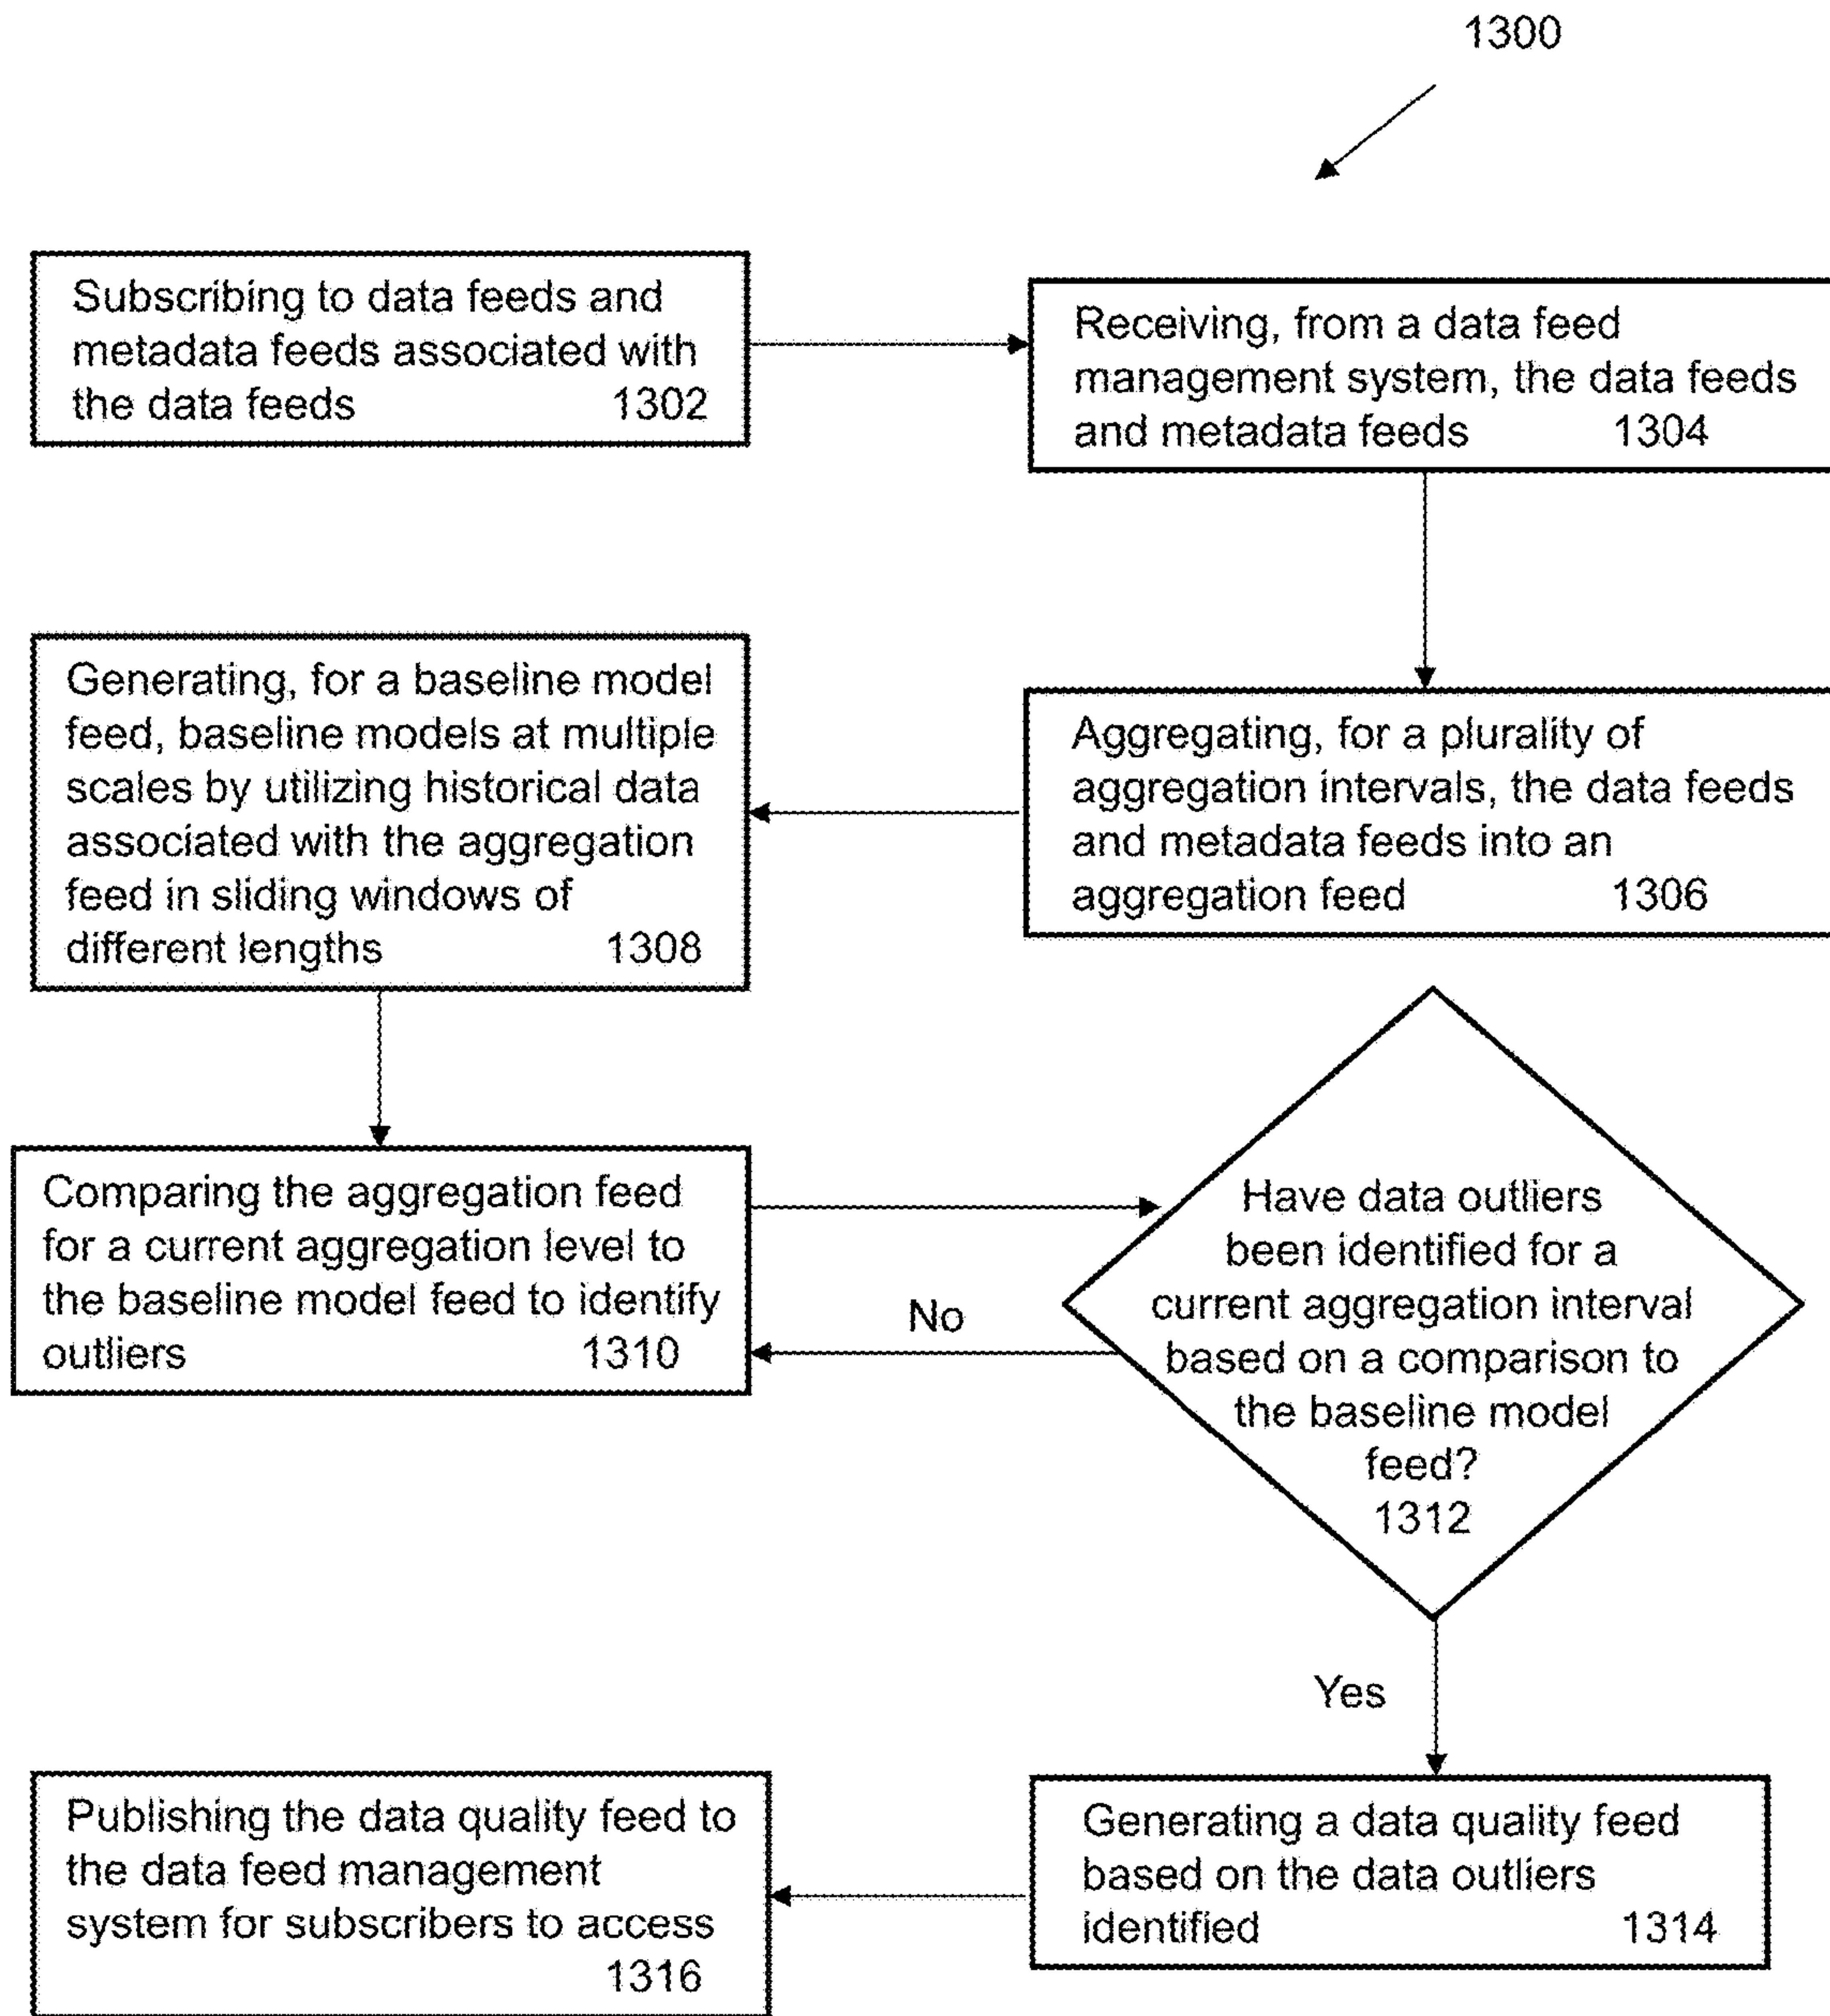 1300
Subscribing to data feeds and
metadata feeds associated with
the data feeds 1302
Receiving, from a data feed
management system, the data feeds
and metadata feeds 1304
Aggregating, for a plurality of
aggregation intervals, the data feeds
and metadata feeds into an
aggregation feed 1306
Generating, for a baseline model
feed, baseline models at multiple
scales by utilizing historical data
associated with the aggregation
feed in sliding windows of
different lengths 1308
Comparing the aggregation feed
for a current aggregation level to
the baseline model feed to identify
outliers 1310
Have data outliers
been identified for a
current aggregation interval
based on a comparison to
the baseline model
feed?
1312
No
Yes
Generating a data quality feed
based on the data outliers
identified 1314
Publishing the data quality feed to
the data feed management
system for subscribers to access
1316